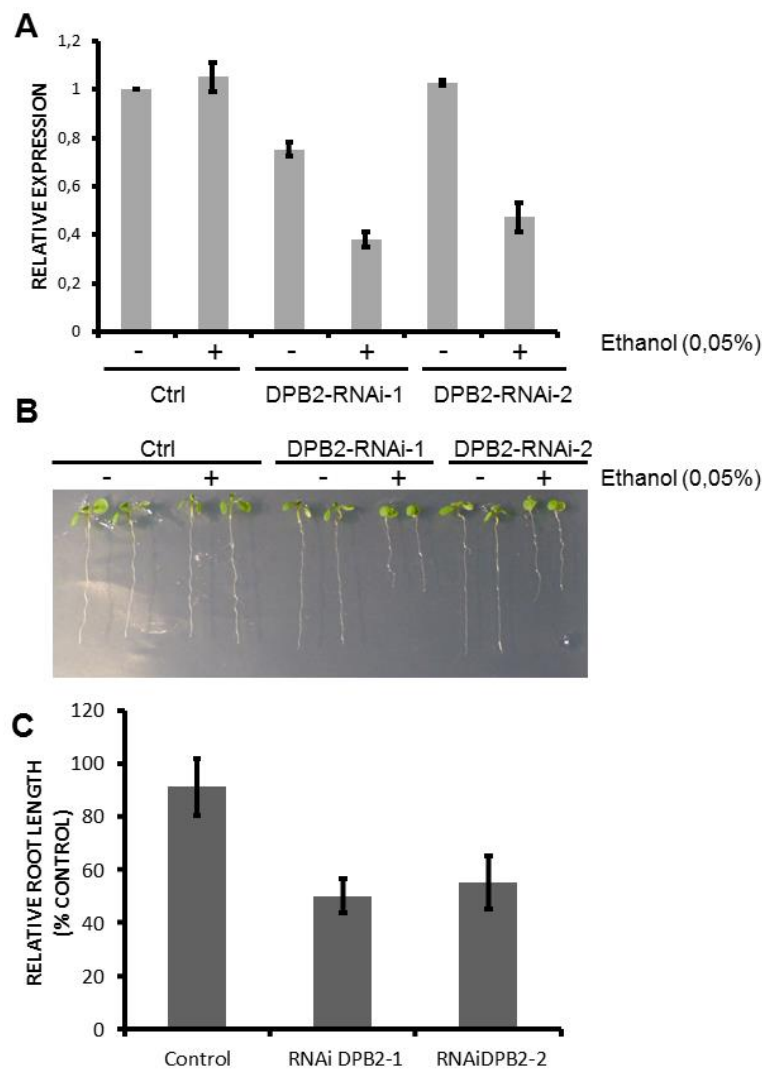 A
RELATIVE EXPRESSION
1,2
1
0,8
0,6
0,4
0,2
0
- + - + - + Ethanol (0,05%)
Ctrl DPB2-RNAi-1 DPB2-RNAi-2
B
Ctrl DPB2-RNAi-1 DPB2-RNAi-2
- + - + - + Ethanol (0,05%)
C
RELATIVE ROOT LENGTH
(% CONTROL)
120
100
80
60
40
20
0
Control RNAi DPB2-1 RNAiDPB2-2